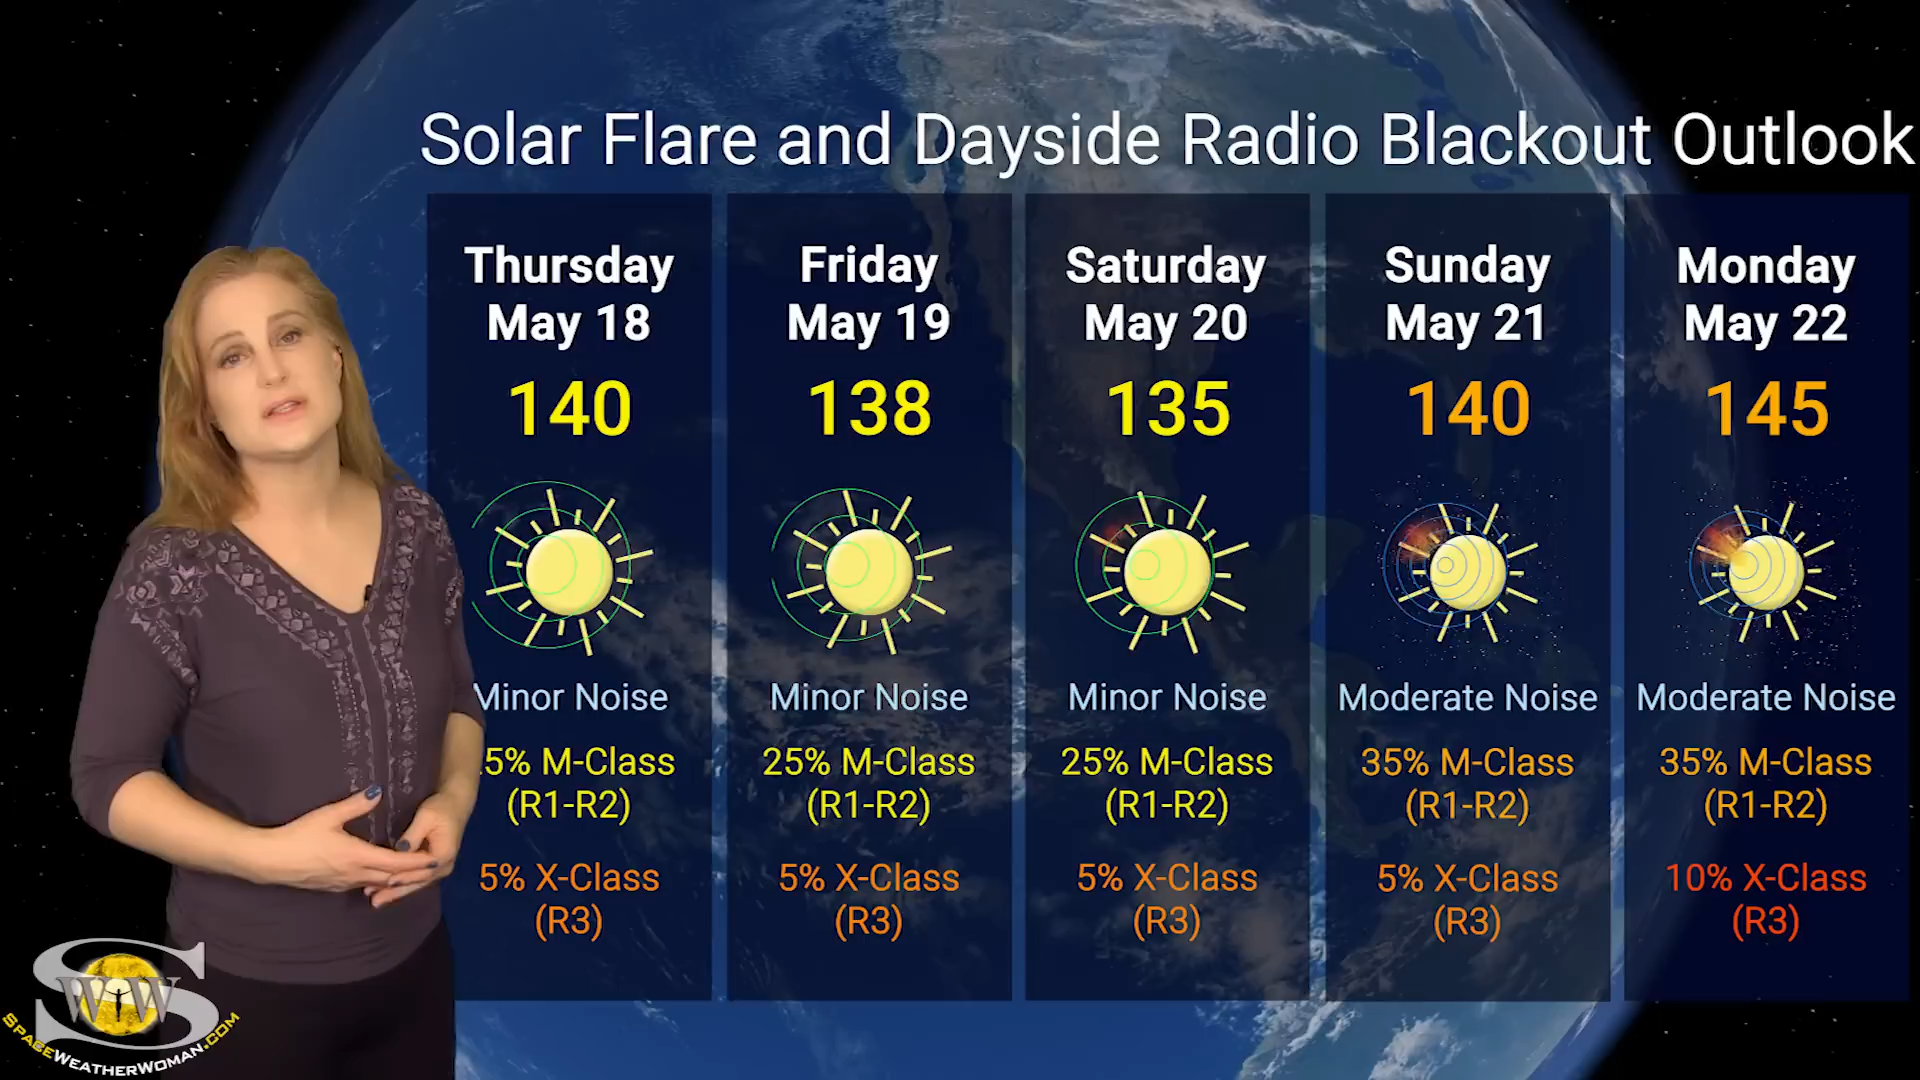 Solar Flare and Dayside Radio Blackout Outlook
Thursday
May 18
140
Minor Noise
5% M-Class
(R1-R2)
5% X-Class
(R3)
Friday
May 19
138
Minor Noise
25% M-Class
(R1-R2)
5% X-Class
(R3)
Saturday
May 20
135
Minor Noise
25% M-Class
(R1-R2)
5% X-Class
(R3)
Sunday
May 21
140
Moderate Noise
35% M-Class
(R1-R2)
5% X-Class
(R3)
Monday
May 22
145
Moderate Noise
35% M-Class
(R1-R2)
10% X-Class
(R3)
S
WW
SPACEWEATHERWOMAN.COM